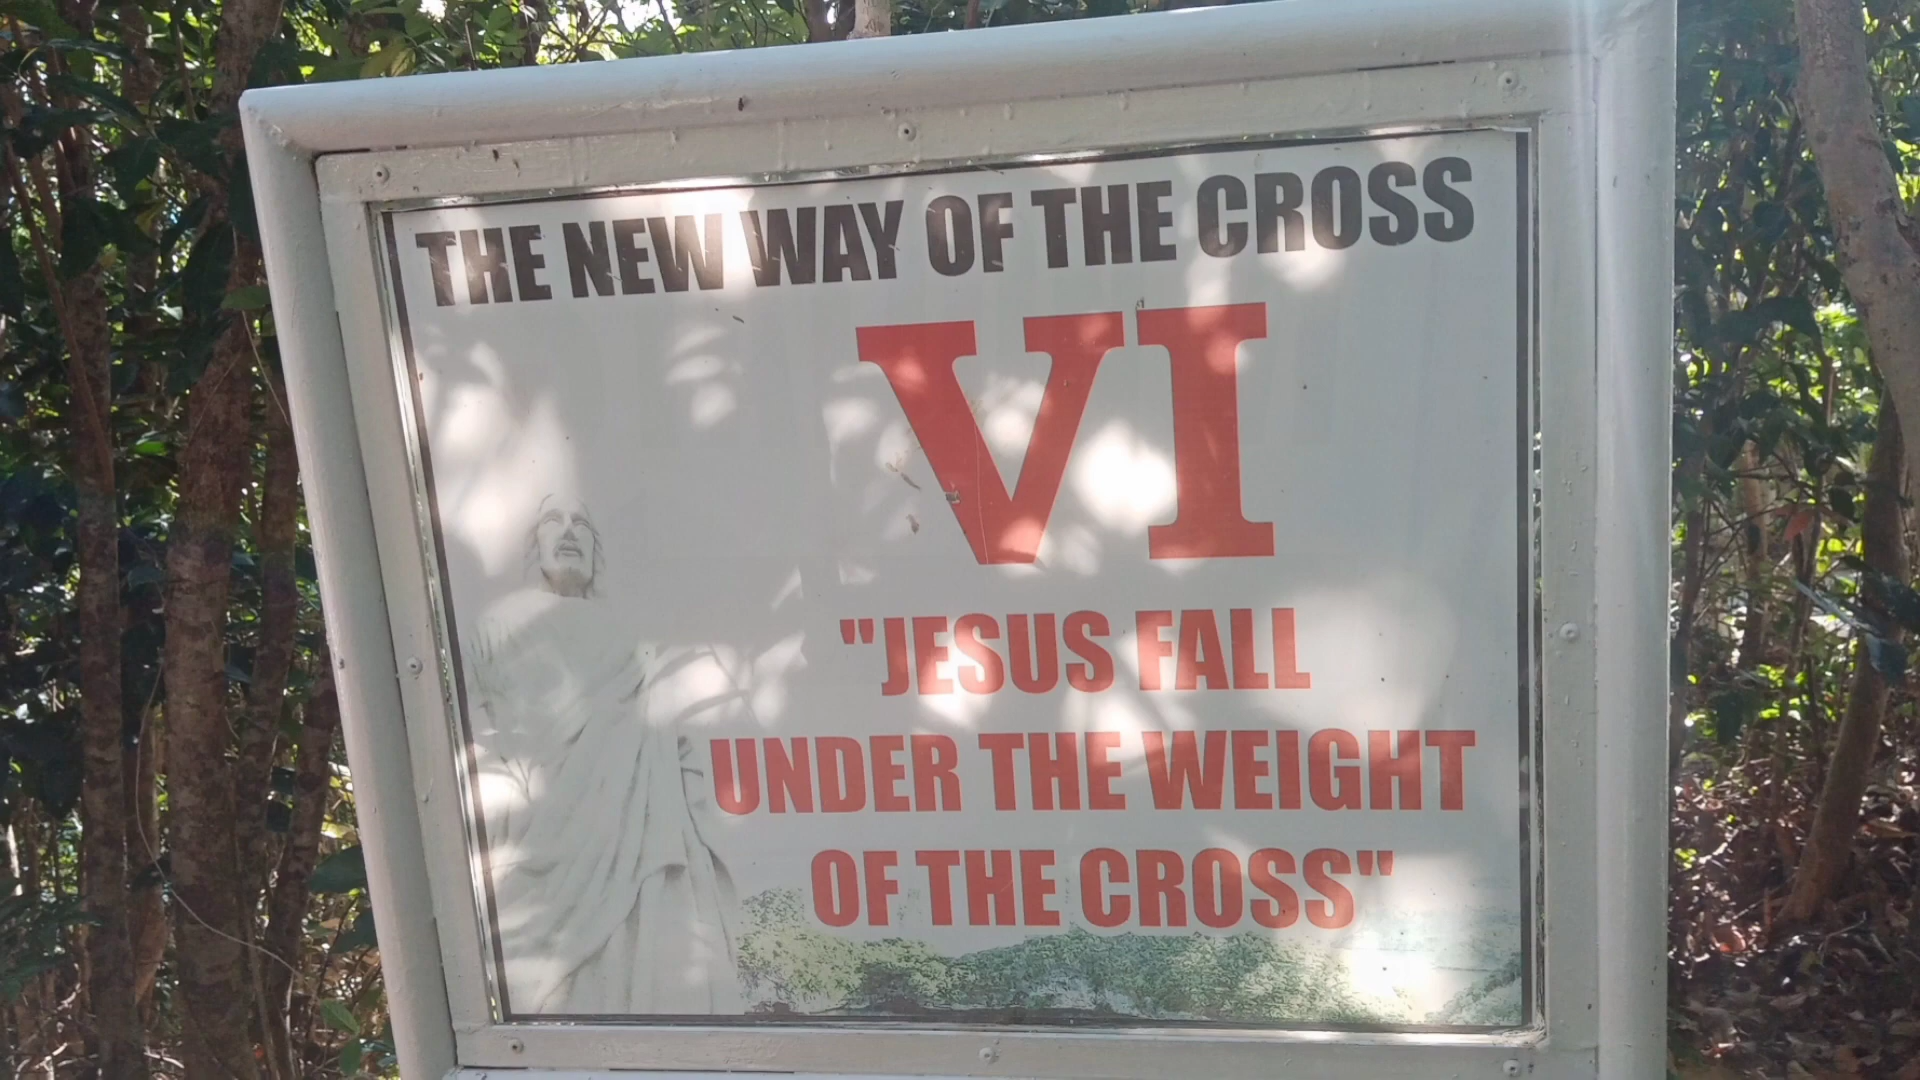 THE NEW WAY OF THE CROSS
VI
"JESUS FALL
UNDER THE WEIGHT
OF THE CROSS"